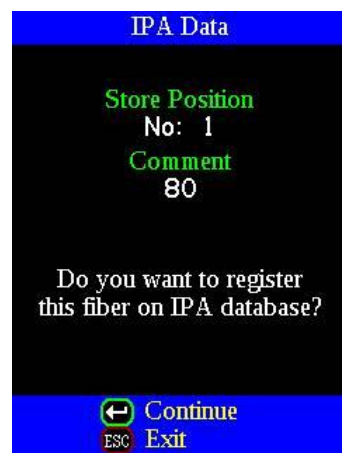 IPA Data
Store Position
No: 1
Comment
80
Do you want to register
this fiber on IPA database?
Continue
ESC Exit